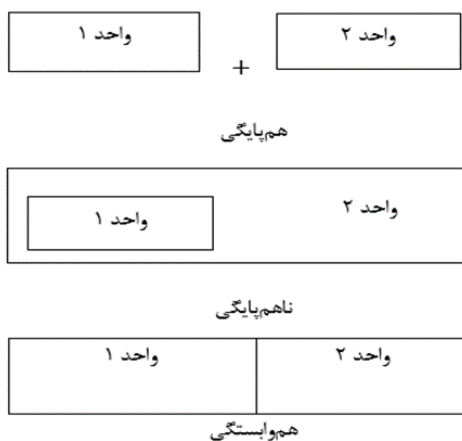 واحد ۱
واحد ۲
+
هم‌پایگی
واحد ۲
واحد ۱
ناهم‌پایگی
واحد ۲
واحد ۱
هم‌وابستگی